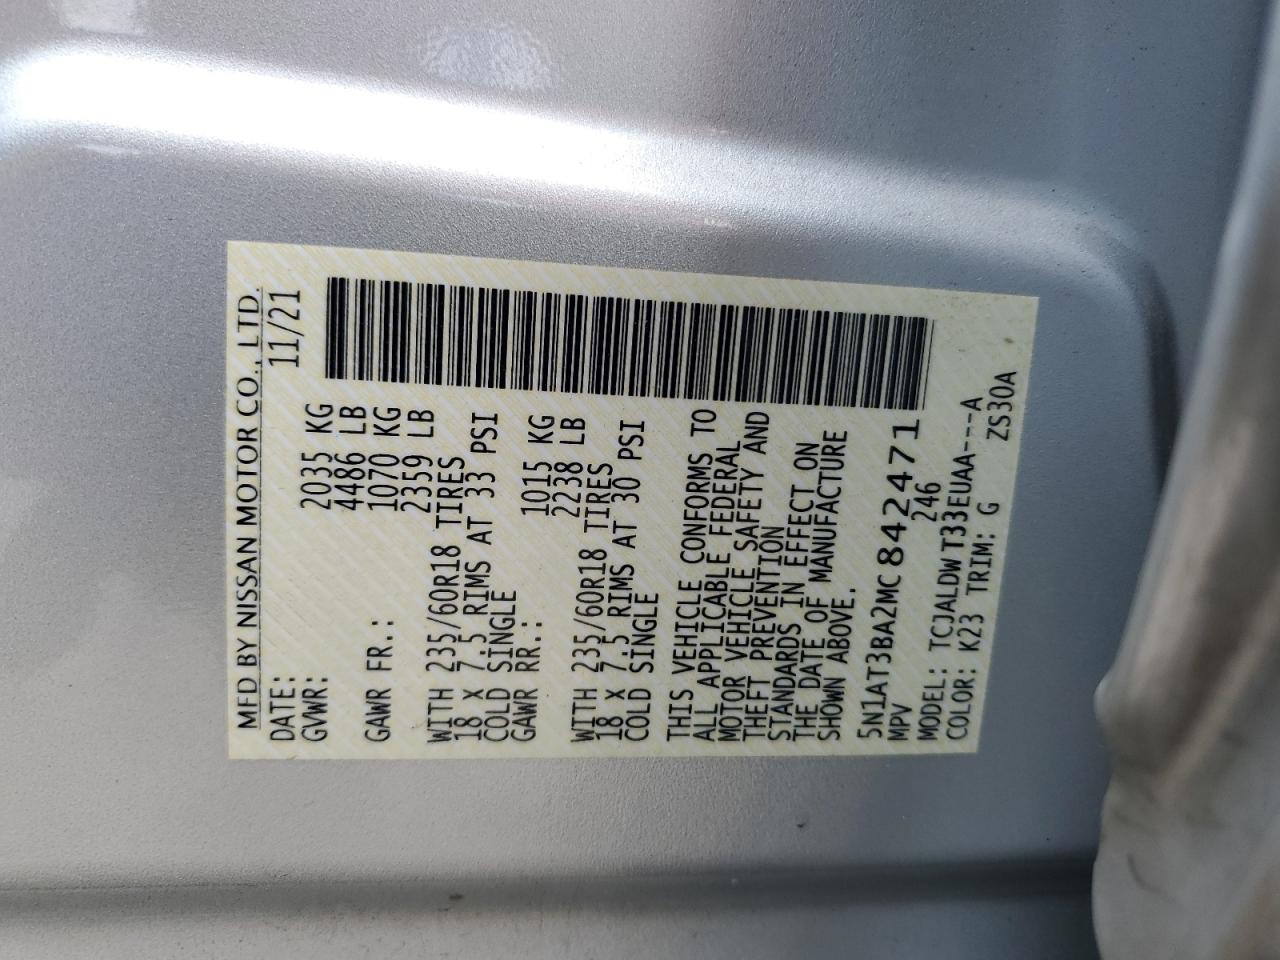 MFD BY NISSAN MOTOR CO., LTD.
DATE: 11/21
GVWR: 2035 KG
4486 LB
GAWR FR.: 1070 KG
2359 LB
WITH 235/60R18 TIRES
18 X 7.5 RIMS AT 33 PSI
COLD SINGLE
GAWR RR.: 1015 KG
2238 LB
WITH 235/60R18 TIRES
18 X 7.5 RIMS AT 30 PSI
COLD SINGLE
THIS VEHICLE CONFORMS TO
ALL APPLICABLE FEDERAL
MOTOR VEHICLE SAFETY AND
THEFT PREVENTION
STANDARDS IN EFFECT ON
THE DATE OF MANUFACTURE
SHOWN ABOVE.
5N1AT3BA2MC842471
MPV 246
MODEL: TCJALDWT33EUAA---A
COLOR: K23 TRIM: G ZS30A